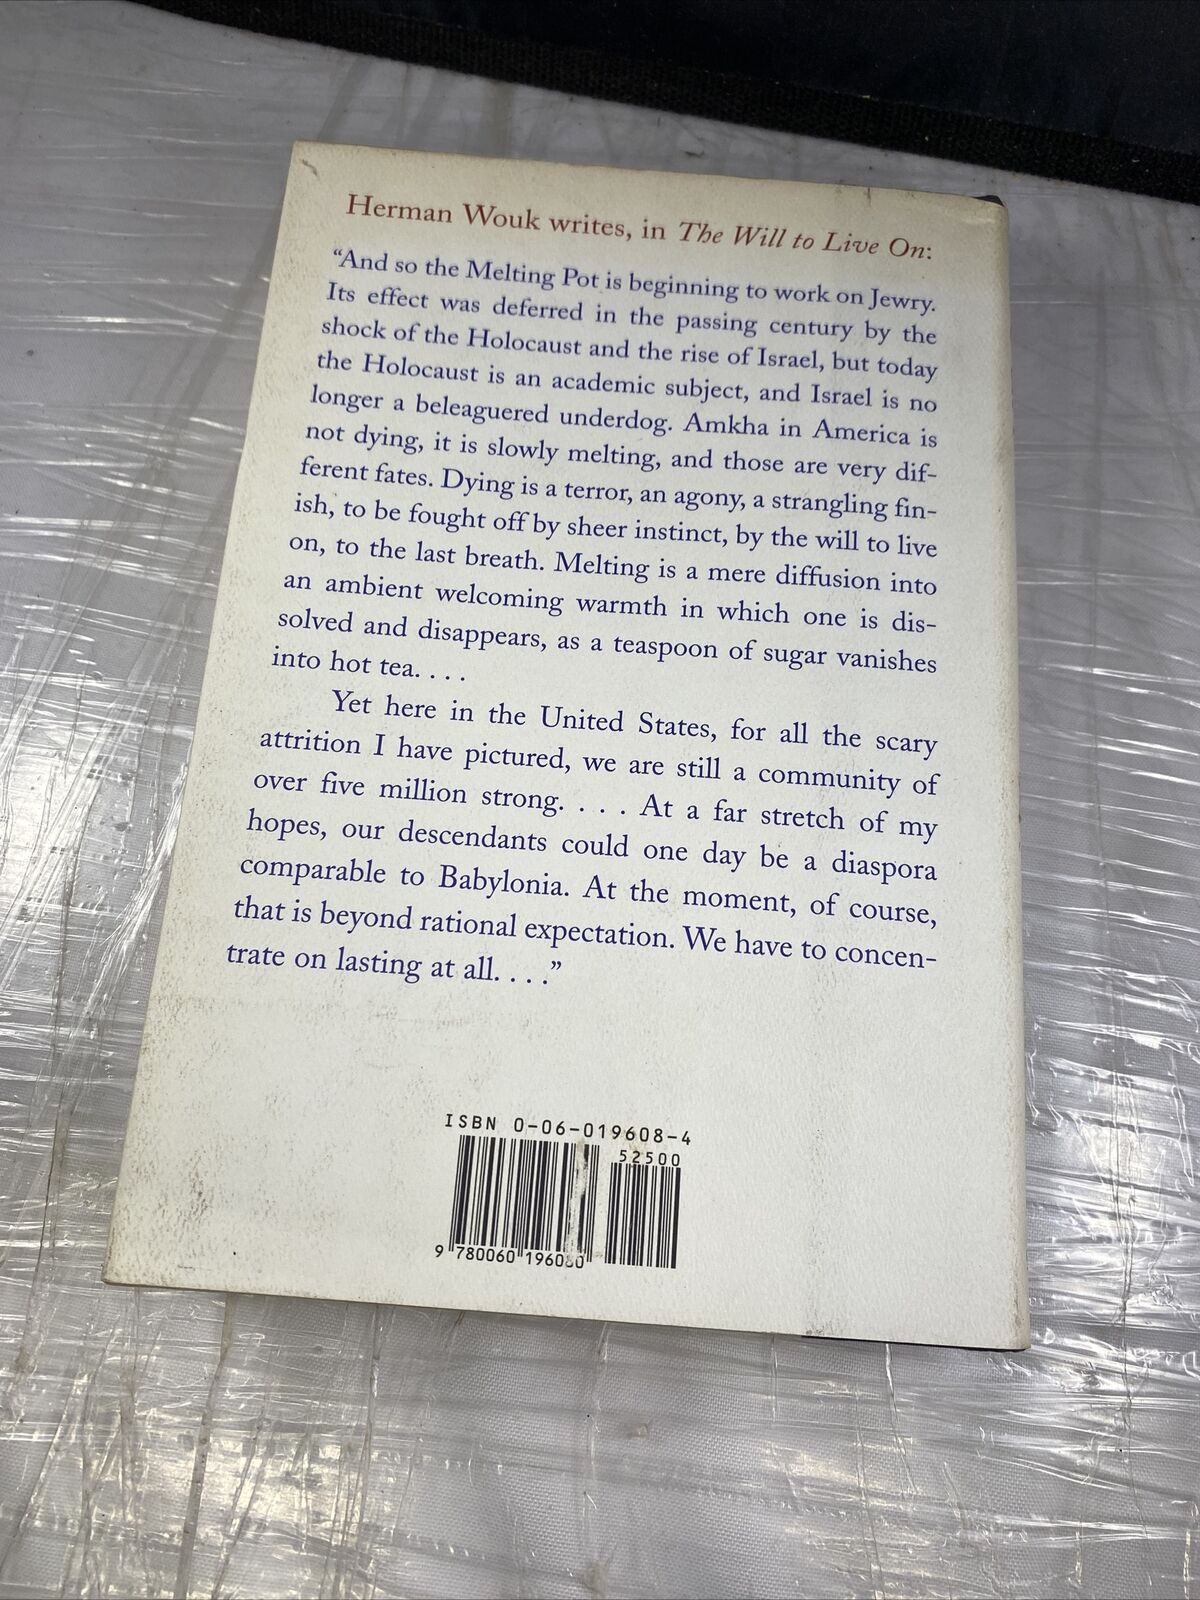 Herman Wouk writes, in The Will to Live On:
“And so the Melting Pot is beginning to work on Jewry.
Its effect was deferred in the passing century by the
shock of the Holocaust and the rise of Israel, but today
the Holocaust is an academic subject, and Israel is no
longer a beleaguered underdog. Amkha in America is
not dying, it is slowly melting, and those are very dif-
ferent fates. Dying is a terror, an agony, a strangling fin-
ish, to be fought off by sheer instinct, by the will to live
on, to the last breath. Melting is a mere diffusion into
an ambient welcoming warmth in which one is dis-
solved and disappears, as a teaspoon of sugar vanishes
into hot tea. . . .
Yet here in the United States, for all the scary
attrition I have pictured, we are still a community of
over five million strong. . . . At a far stretch of my
hopes, our descendants could one day be a diaspora
comparable to Babylonia. At the moment, of course,
that is beyond rational expectation. We have to concen-
trate on lasting at all. . . .”
ISBN 0-06-019608-4
52500
9 780060 196080